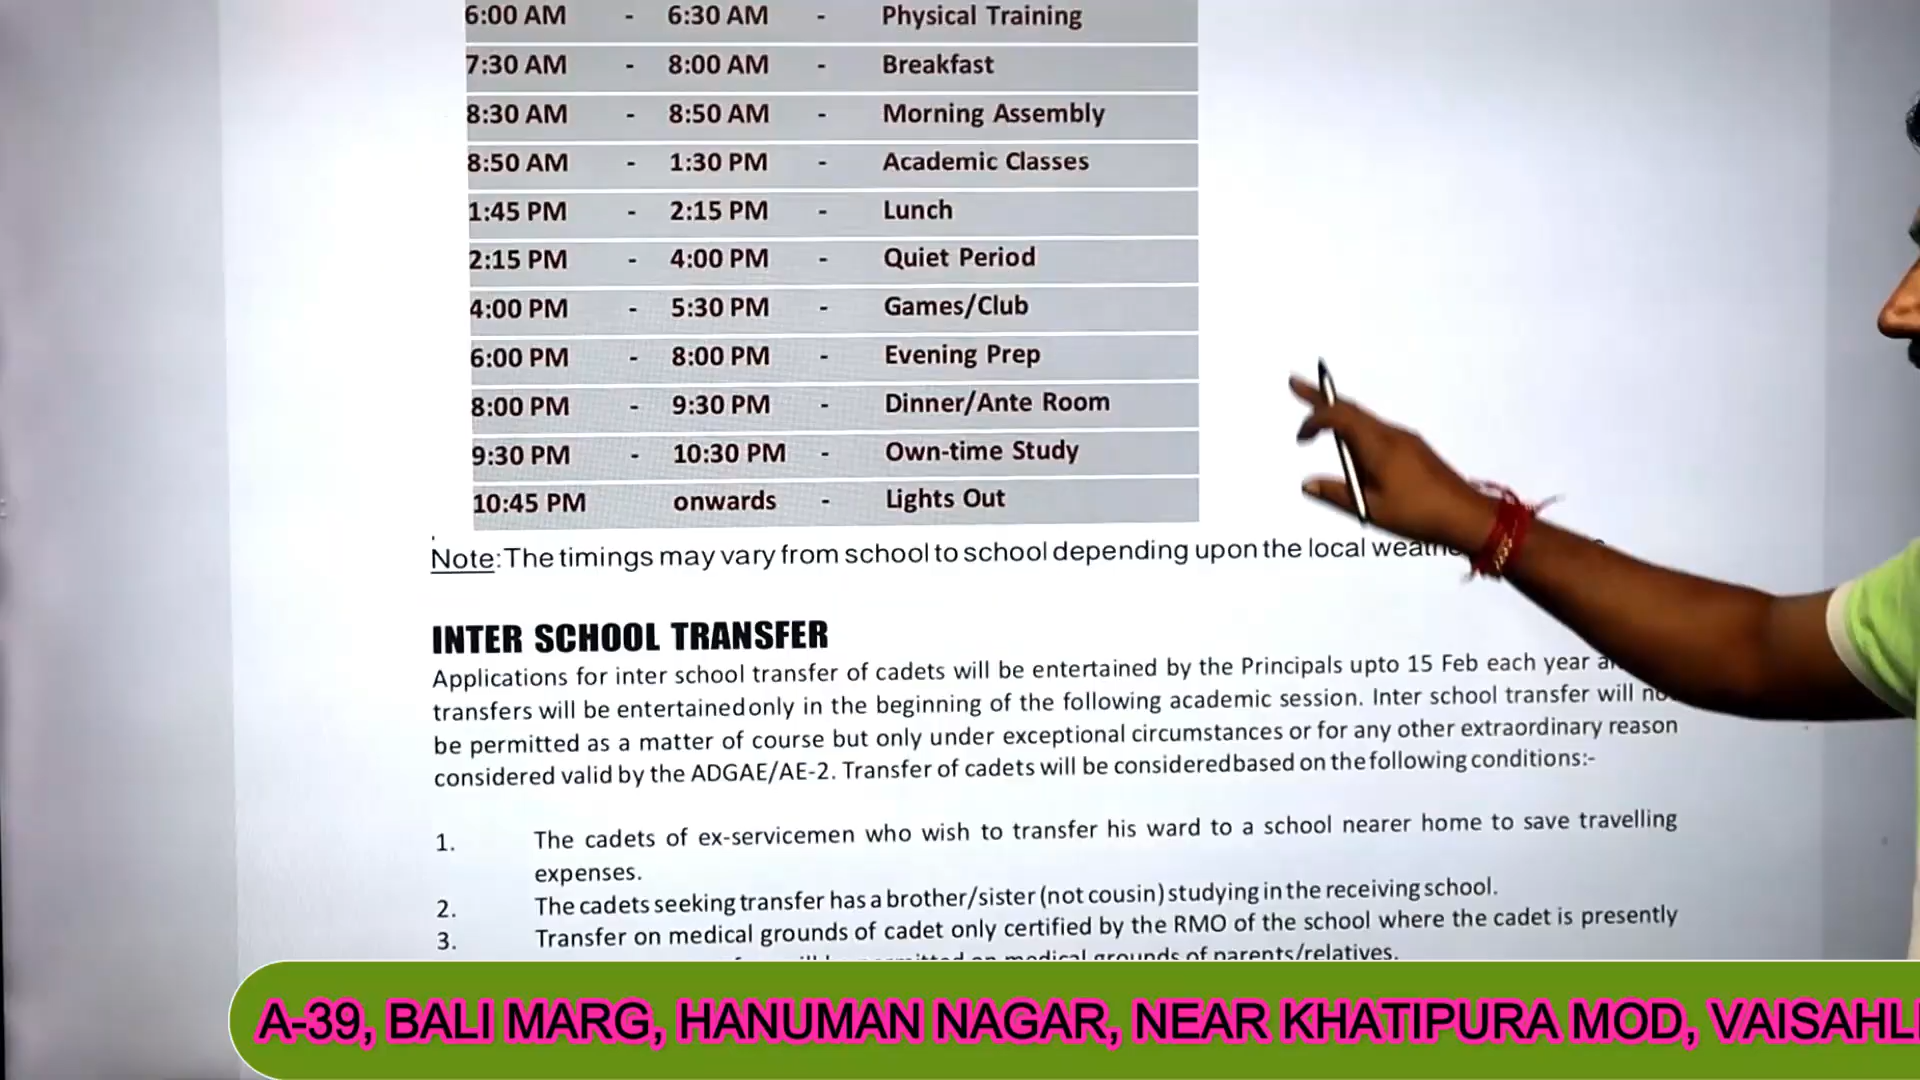 6:00 AM - 6:30 AM - Physical Training
7:30 AM - 8:00 AM - Breakfast
8:30 AM - 8:50 AM - Morning Assembly
8:50 AM - 1:30 PM - Academic Classes
1:45 PM - 2:15 PM - Lunch
2:15 PM - 4:00 PM - Quiet Period
4:00 PM - 5:30 PM - Games/Club
6:00 PM - 8:00 PM - Evening Prep
8:00 PM - 9:30 PM - Dinner/Ante Room
9:30 PM - 10:30 PM - Own-time Study
10:45 PM onwards - Lights Out
Note: The timings may vary from school to school depending upon the local
INTER SCHOOL TRANSFER
Applications for inter school transfer of cadets will be entertained by the Principals upto 15 Feb each year
transfers will be entertained only in the beginning of the following academic session. Inter school transfer will
be permitted as a matter of course but only under exceptional circumstances or for any other extraordinary reason
considered valid by the ADGAE/AE-2. Transfer of cadets will be considered based on the following conditions:-
1. The cadets of ex-servicemen who wish to transfer his ward to a school nearer home to save travelling
expenses.
2. The cadets seeking transfer has a brother/sister (not cousin) studying in the receiving school.
3. Transfer on medical grounds of cadet only certified by the RMO of the school where the cadet is presently
on medical grounds of parents/relatives.
A-39, BALI MARG, HANUMAN NAGAR, NEAR KHATIPURA MOD, VAISAHLI